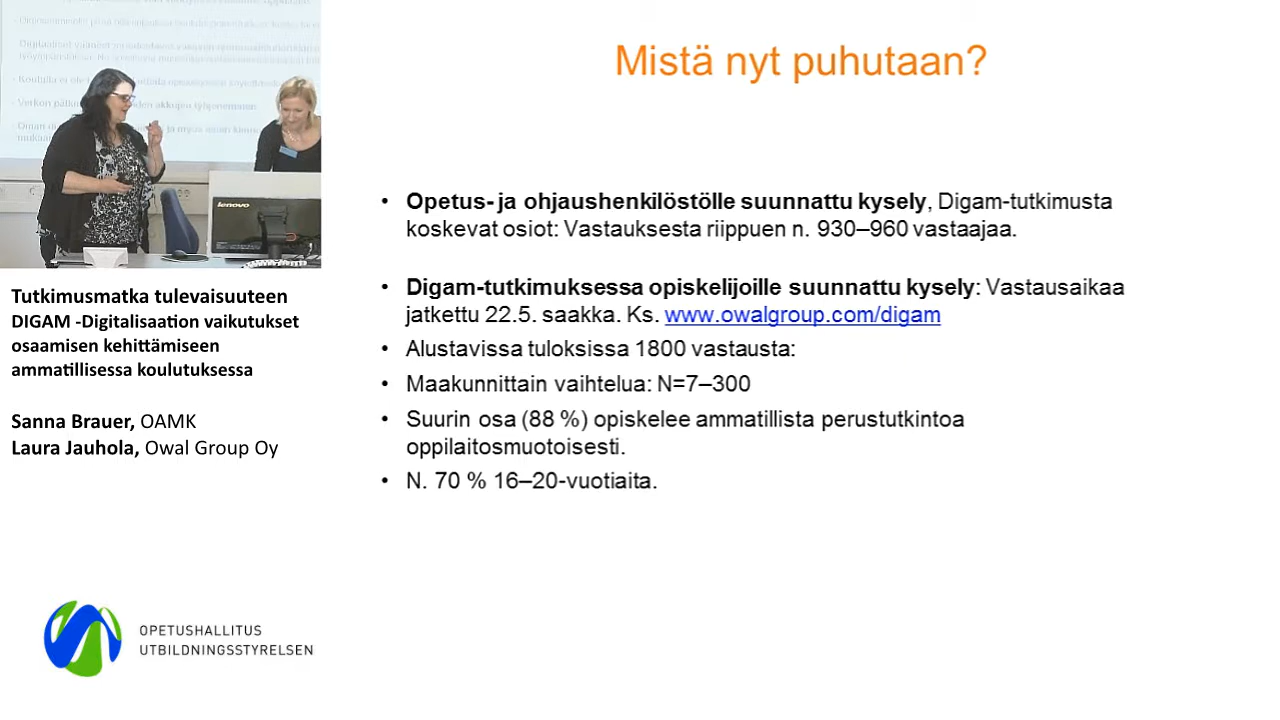 Mistä nyt puhutaan?
• Opetus- ja ohjaushenkilöstölle suunnattu kysely, Digam-tutkimusta
koskevat osiot: Vastauksesta riippuen n. 930–960 vastaajaa.
• Digam-tutkimuksessa opiskelijoille suunnattu kysely: Vastausaikaa
jatkettu 22.5. saakka. Ks. www.owalgroup.com/digam
• Alustavissa tuloksissa 1800 vastausta:
• Maakunnittain vaihtelua: N=7–300
• Suurin osa (88 %) opiskelee ammatillista perustutkintoa
oppilaitosmuotoisesti.
• N. 70 % 16–20-vuotiaita.
lenovo
Tutkimusmatka tulevaisuuteen
DIGAM -Digitalisaation vaikutukset
osaamisen kehittämiseen
ammatillisessa koulutuksessa
Sanna Brauer, OAMK
Laura Jauhola, Owal Group Oy
OPETUSHALLITUS
UTBILDNINGSSTYRELSEN